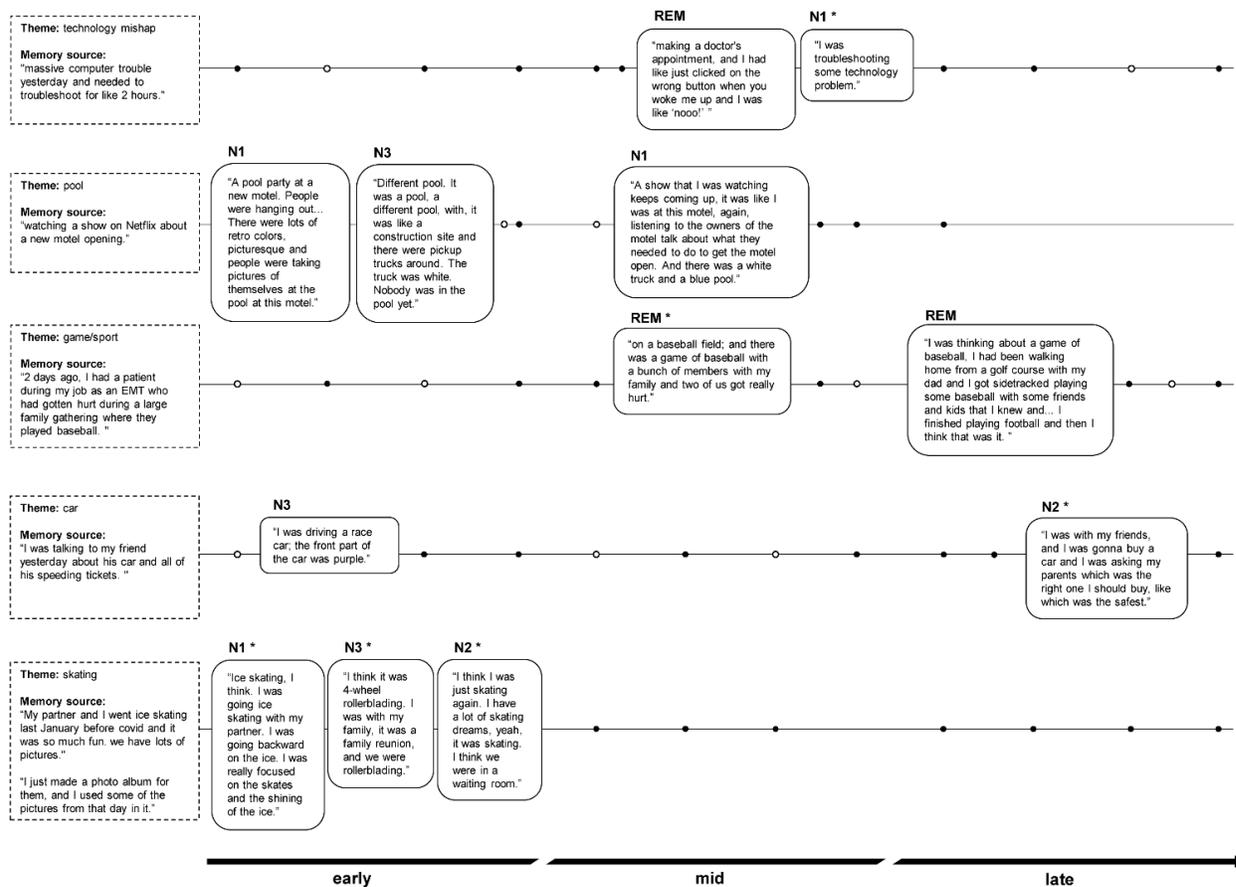 Theme: technology mishap
Memory source:
"massive computer trouble
yesterday and needed to
troubleshoot for like 2 hours."
REM
"making a doctor's
appointment, and I had
like just clicked on the
wrong button when you
woke me up and I was
like 'nooo!' "
N1 *
"I was
troubleshooting
some technology
problem."
Theme: pool
Memory source:
"watching a show on Netflix about
a new motel opening."
N1
"A pool party at a
new motel. People
were hanging out...
There were lots of
retro colors,
picturesque and
people were taking
pictures of
themselves at the
pool at this motel."
N3
"Different pool. It
was a pool, a
different pool, with, it
was like a
construction site and
there were pickup
trucks around. The
truck was white.
Nobody was in the
pool yet."
N1
"A show that I was watching
keeps coming up, it was like I
was at this motel, again,
listening to the owners of the
motel talk about what they
needed to do to get the motel
open. And there was a white
truck and a blue pool."
Theme: game/sport
Memory source:
"2 days ago, I had a patient
during my job as an EMT who
had gotten hurt during a large
family gathering where they
played baseball. "
REM *
"on a baseball field; and there
was a game of baseball with
a bunch of members with my
family and two of us got really
hurt."
REM
"I was thinking about a game of
baseball, I had been walking
home from a golf course with my
dad and I got sidetracked playing
some baseball with some friends
and kids that I knew and... I
finished playing football and then I
think that was it. "
Theme: car
Memory source:
"I was talking to my friend
yesterday about his car and all of
his speeding tickets. "
N3
"I was driving a race
car; the front part of
the car was purple."
N2 *
"I was with my friends,
and I was gonna buy a
car and I was asking my
parents which was the
right one I should buy, like
which was the safest."
Theme: skating
Memory source:
"My partner and I went ice skating
last January before covid and it
was so much fun. we have lots of
pictures."
"I just made a photo album for
them, and I used some of the
pictures from that day in it."
N1 *
"Ice skating, I
think. I was
going ice
skating with my
partner. I was
going backward
on the ice. I was
really focused
on the skates
and the shining
of the ice."
N3 *
"I think it was
4-wheel
rollerblading. I
was with my
family, it was a
family reunion,
and we were
rollerblading."
N2 *
"I think I was
just skating
again. I have
a lot of skating
dreams, yeah,
it was skating.
I think we
were in a
waiting room."
early
mid
late